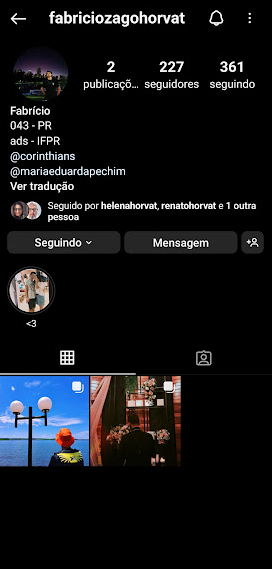 fabriciozagohorvat
2 227 361
publicaçõ... seguidores seguindo
Fabrício
043 - PR
ads - IFPR
@corinthians
@mariaeduardapechim
Ver tradução
Seguido por helenahorvat, renatohorvat e 1 outra
pessoa
Seguindo Mensagem
<3